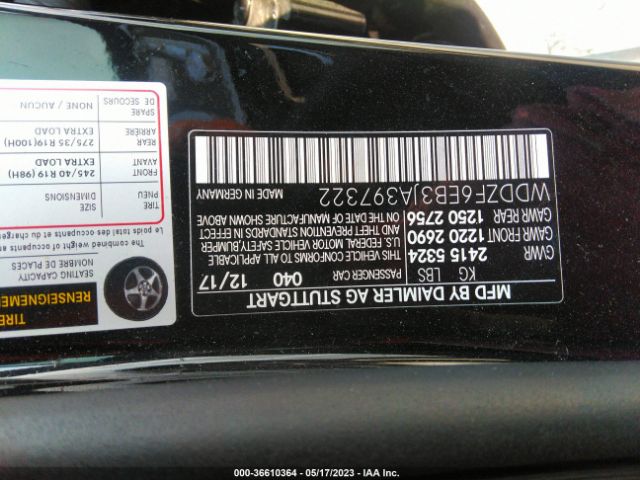 MFD BY DAIMLER AG STUTTGART
KG LBS
GVWR 2415 5324
GAWR FRONT 1220 2690
GAWR REAR 1250 2756
PASSENGER CAR 040 12/17
THIS VEHICLE CONFORMS TO ALL APPLICABLE
U.S. FEDERAL MOTOR VEHICLE SAFETY, BUMPER
AND THEFT PREVENTION STANDARDS IN EFFECT
ON THE DATE OF MANUFACTURE SHOWN ABOVE
WDDZF6EB3JA397322
MADE IN GERMANY
TIRE
RENSEIGNEMEN
SEATING CAPACITY
NOMBRE DE PLACES
The combined weight of occupants
Le poids total des occupants et du charge
TIRE
PNEU
SIZE
DIMENSIONS
FRONT
AVANT
245/40 R19 (98H)
EXTRA LOAD
REAR
ARRIÈRE
275/35 R19(100H)
EXTRA LOAD
SPARE
DE SECOURS
NONE / AUCUN
000-36610364 - 05/17/2023 - IAA Inc.